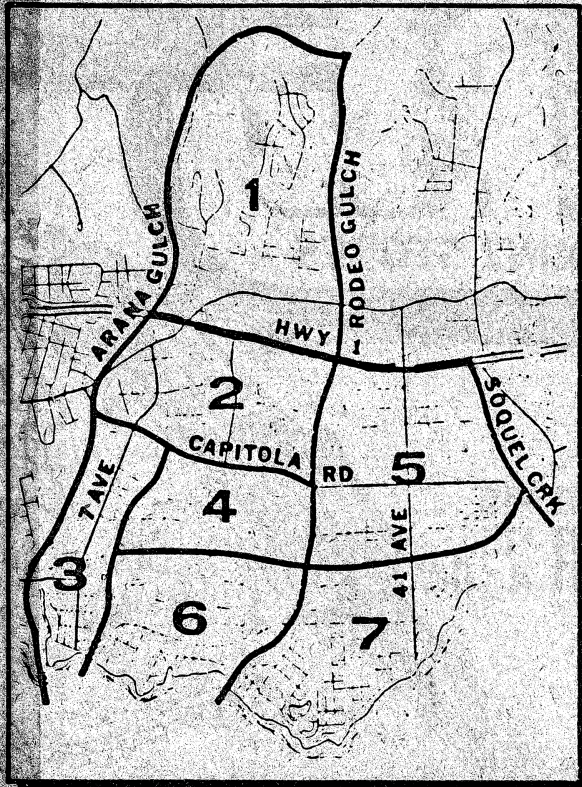 1
ARANA GULCH
RODEO GULCH
HWY 1
2
CAPITOLA RD
SOQUEL CRK
5
7 AVE
4
41 AVE
3
6
7